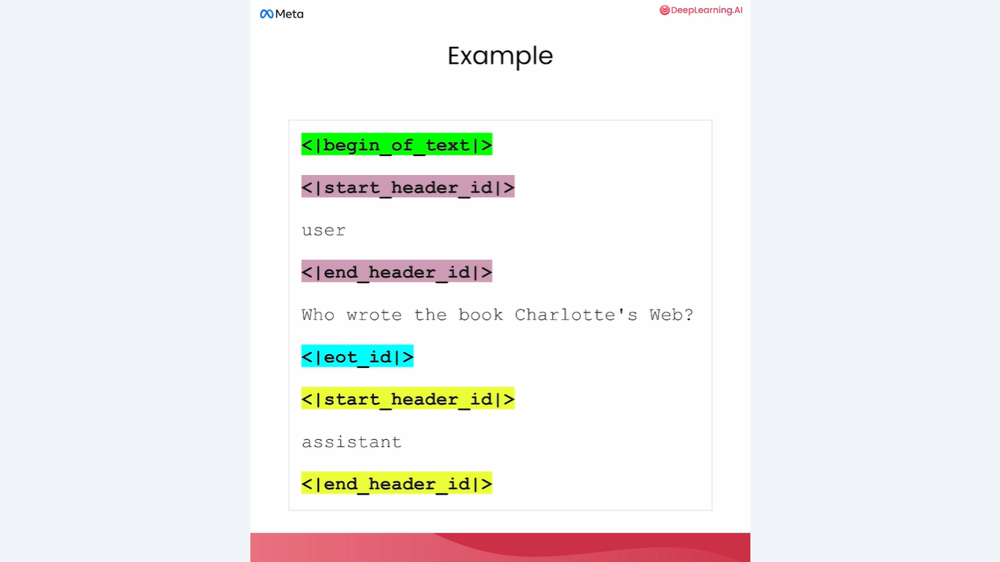 Meta
DeepLearning.AI
Example
<|begin_of_text|>
<|start_header_id|>
user
<|end_header_id|>
Who wrote the book Charlotte's Web?
<|eot_id|>
<|start_header_id|>
assistant
<|end_header_id|>